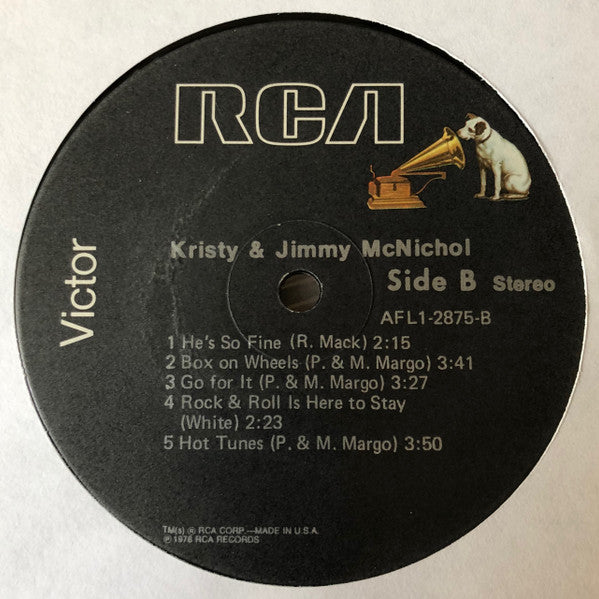 RCA
Victor
Kristy & Jimmy McNichol
Side B Stereo
AFL1-2875-B
1 He's So Fine (R. Mack) 2:15
2 Box on Wheels (P. & M. Margo) 3:41
3 Go for It (P. & M. Margo) 3:27
4 Rock & Roll Is Here to Stay
(White) 2:23
5 Hot Tunes (P. & M. Margo) 3:50
TM(s) ® RCA CORP.—MADE IN U.S.A.
℗ 1978 RCA RECORDS